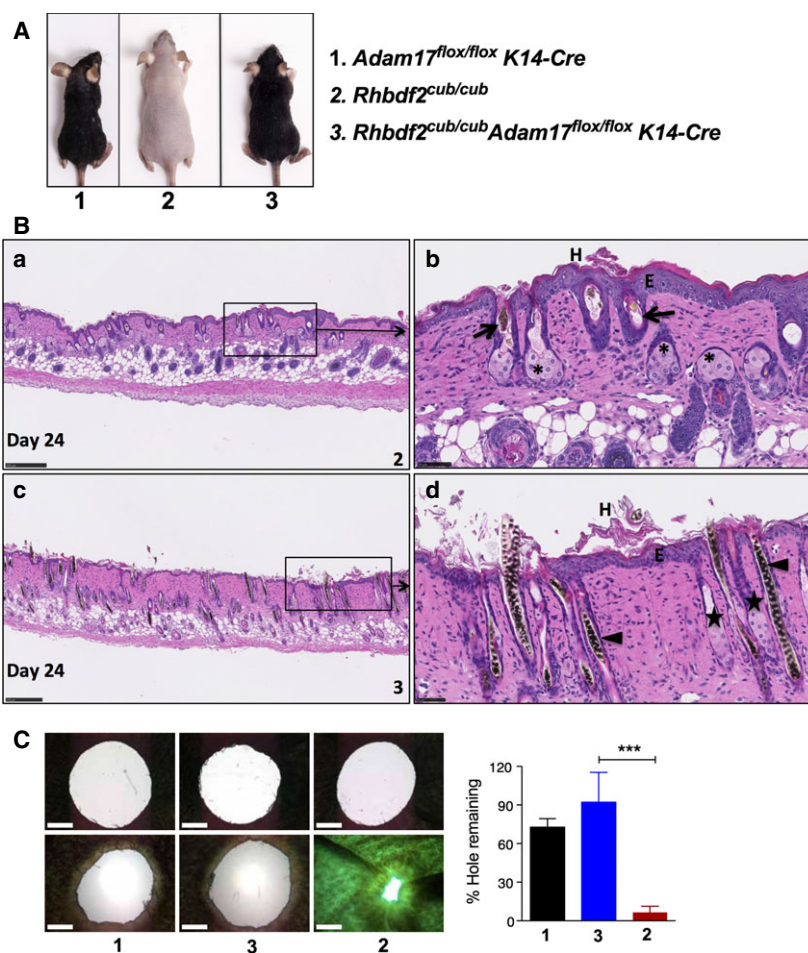 A
1. Adam17flox/flox K14-Cre
2. Rhbdf2cub/cub
3. Rhbdf2cub/cubAdam17flox/flox K14-Cre
1 2 3
B
a
Day 24
2
b
H
E
*
*
*
c
Day 24
3
d
H
E
C
1 3 2
% Hole remaining
120
90
60
30
0
***
1 3 2